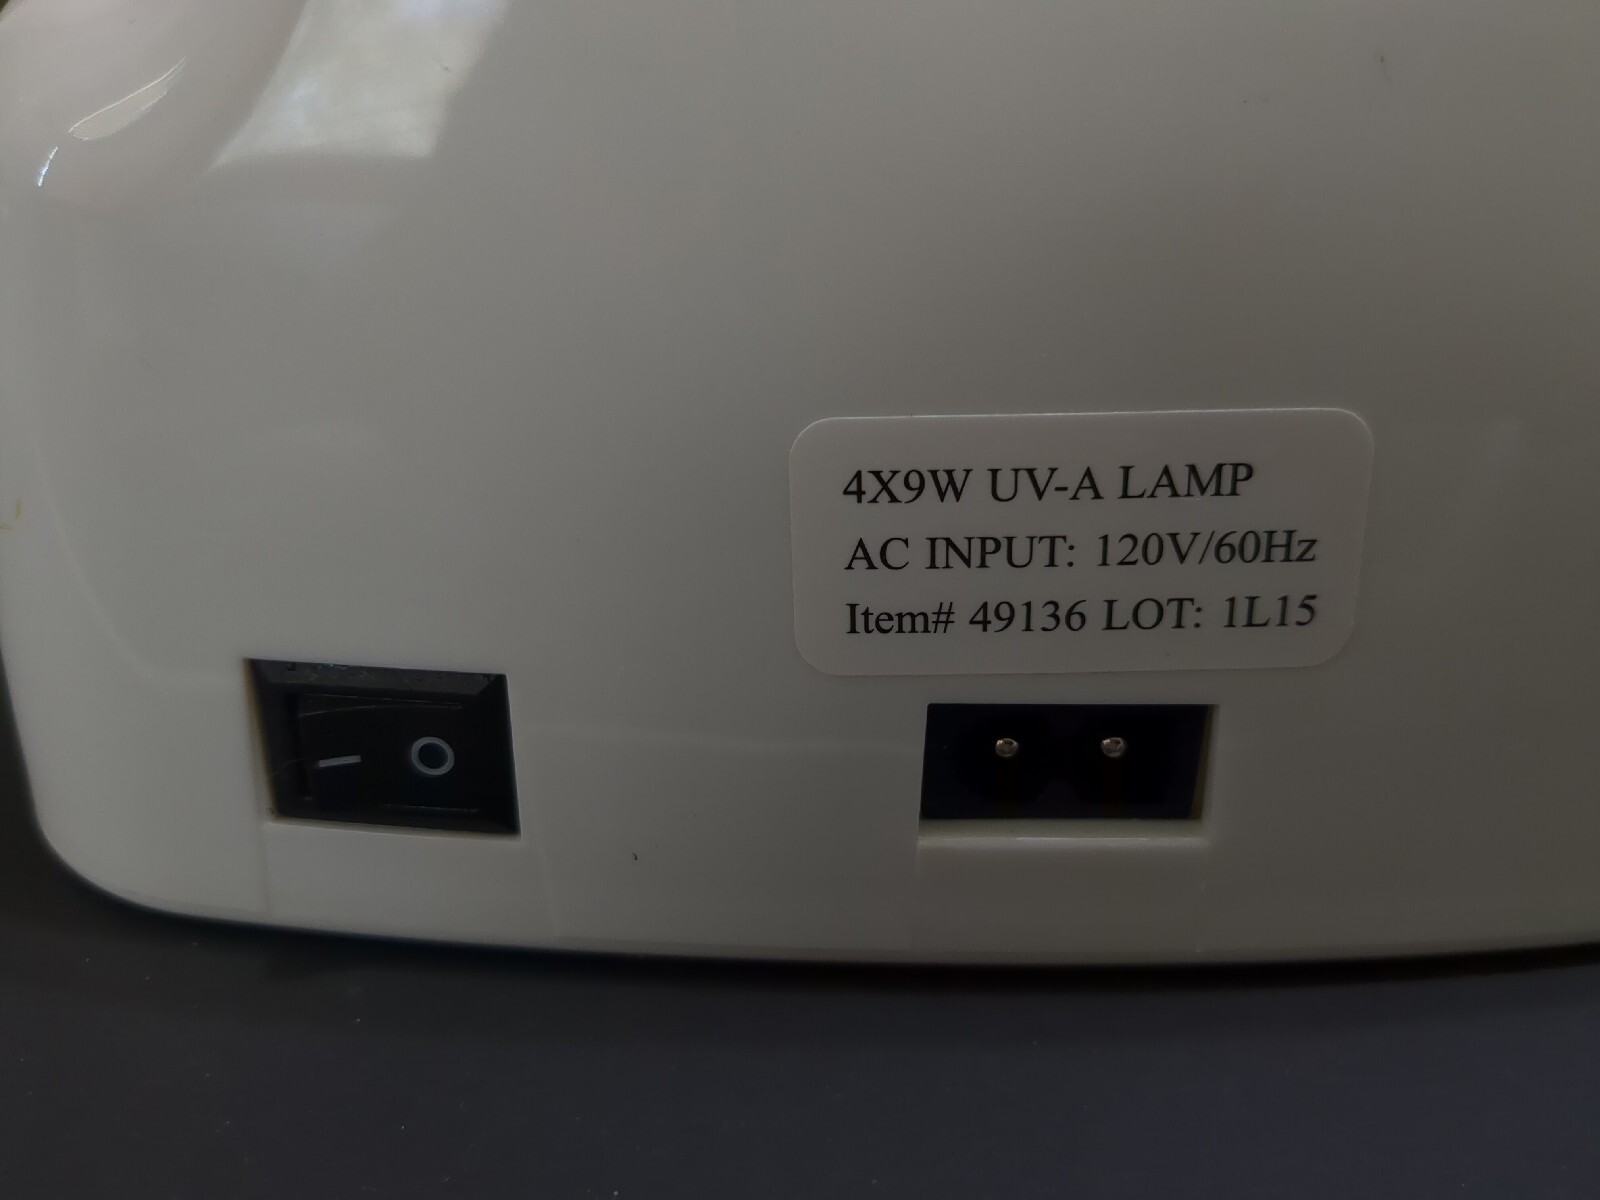 4X9W UV-A LAMP
AC INPUT: 120V/60Hz
Item# 49136 LOT: 1L15